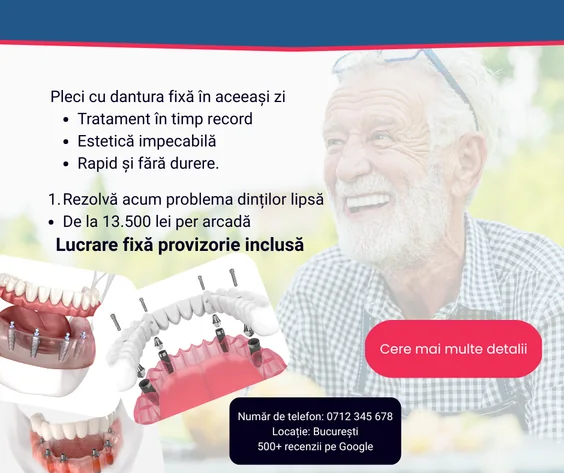 Pleci cu dantura fixă în aceeași zi
• Tratament în timp record
• Estetică impecabilă
• Rapid și fără durere.
1. Rezolvă acum problema dinților lipsă
• De la 13.500 lei per arcadă
Lucrare fixă provizorie inclusă
Cere mai multe detalii
Număr de telefon: 0712 345 678
Locație: București
500+ recenzii pe Google